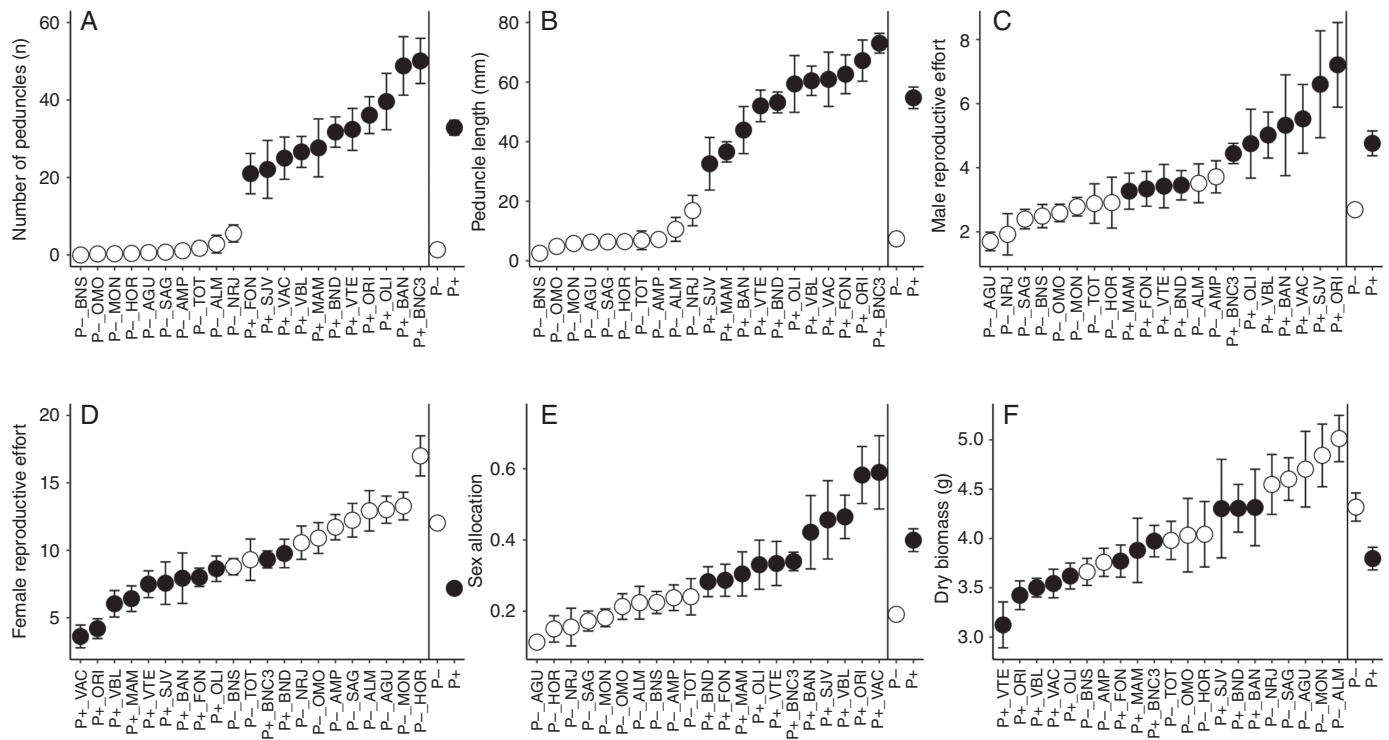 A
Number of peduncles (n)
60
40
20
0
P–_BNS
P–_OMO
P–_MON
P–_HOR
P–_AGU
P–_SAG
P–_AMP
P–_TOT
P–_ALM
P–_NRJ
P+_FON
P+_SJV
P+_VAC
P+_VBL
P+_MAM
P+_BND
P+_VTE
P+_ORI
P+_OLI
P+_BAN
P+_BNC3
P–
P+
B
Peduncle length (mm)
80
60
40
20
0
P–_BNS
P–_OMO
P–_MON
P–_AGU
P–_SAG
P–_HOR
P–_TOT
P–_AMP
P–_ALM
P–_NRJ
P+_SJV
P+_MAM
P+_BAN
P+_VTE
P+_BND
P+_OLI
P+_VBL
P+_VAC
P+_FON
P+_ORI
P+_BNC3
P–
P+
C
Male reproductive effort
8
6
4
2
P–_AGU
P–_NRJ
P–_SAG
P–_BNS
P–_OMO
P–_MON
P–_TOT
P–_HOR
P+_MAM
P+_FON
P+_VTE
P+_BND
P–_ALM
P–_AMP
P+_BNC3
P+_OLI
P+_VBL
P+_BAN
P+_VAC
P+_SJV
P+_ORI
P–
P+
D
Female reproductive effort
20
15
10
5
P+_VAC
P+_ORI
P+_VBL
P+_MAM
P+_VTE
P+_SJV
P+_BAN
P+_FON
P+_OLI
P–_BNS
P–_TOT
P+_BNC3
P+_BND
P–_NRJ
P–_OMO
P–_AMP
P–_SAG
P–_ALM
P–_AGU
P–_MON
P–_HOR
P–
P+
E
Sex allocation
0.6
0.4
0.2
P–_AGU
P–_HOR
P–_NRJ
P–_SAG
P–_MON
P–_OMO
P–_ALM
P–_BNS
P–_AMP
P–_TOT
P+_BND
P+_FON
P+_MAM
P+_OLI
P+_VTE
P+_BNC3
P+_BAN
P+_SJV
P+_VBL
P+_ORI
P+_VAC
P–
P+
F
Dry biomass (g)
5.0
4.5
4.0
3.5
3.0
P+_VTE
P+_ORI
P+_VBL
P+_VAC
P+_OLI
P–_BNS
P–_AMP
P+_FON
P+_MAM
P+_BNC3
P–_TOT
P–_OMO
P–_HOR
P+_SJV
P+_BND
P+_BAN
P–_NRJ
P–_SAG
P–_AGU
P–_MON
P–_ALM
P–
P+